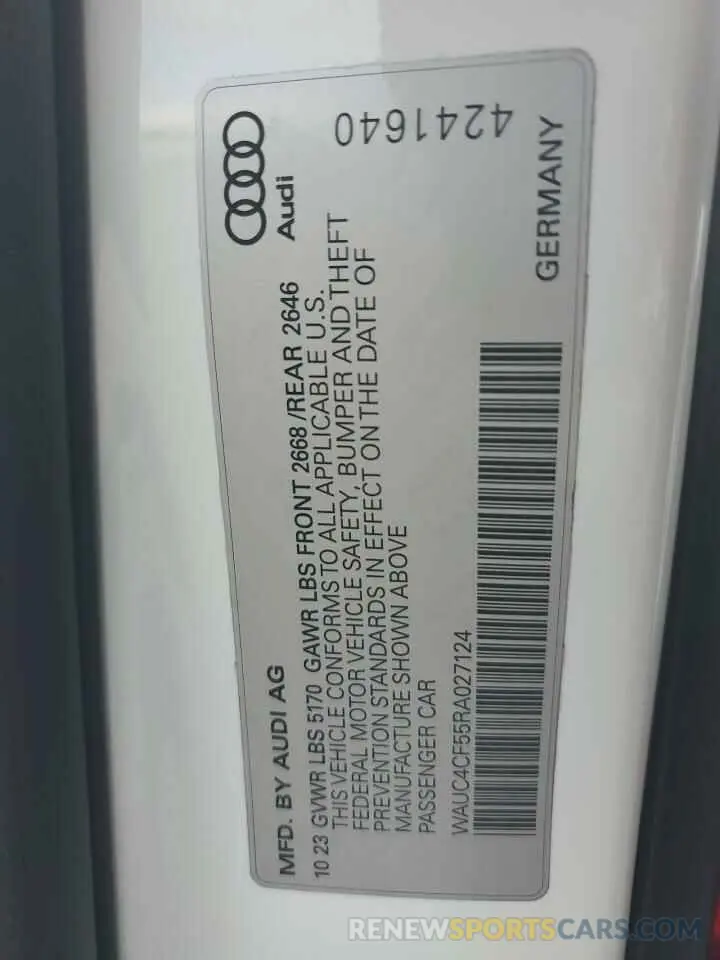 MFD. BY AUDI AG
Audi
10 23 GVWR LBS 5170 GAWR LBS FRONT 2668 /REAR 2646
THIS VEHICLE CONFORMS TO ALL APPLICABLE U.S.
FEDERAL MOTOR VEHICLE SAFETY, BUMPER AND THEFT
PREVENTION STANDARDS IN EFFECT ON THE DATE OF
MANUFACTURE SHOWN ABOVE
PASSENGER CAR
4241640
WAUC4CF55RA027124
GERMANY
RENEWSPORTSCARS.COM